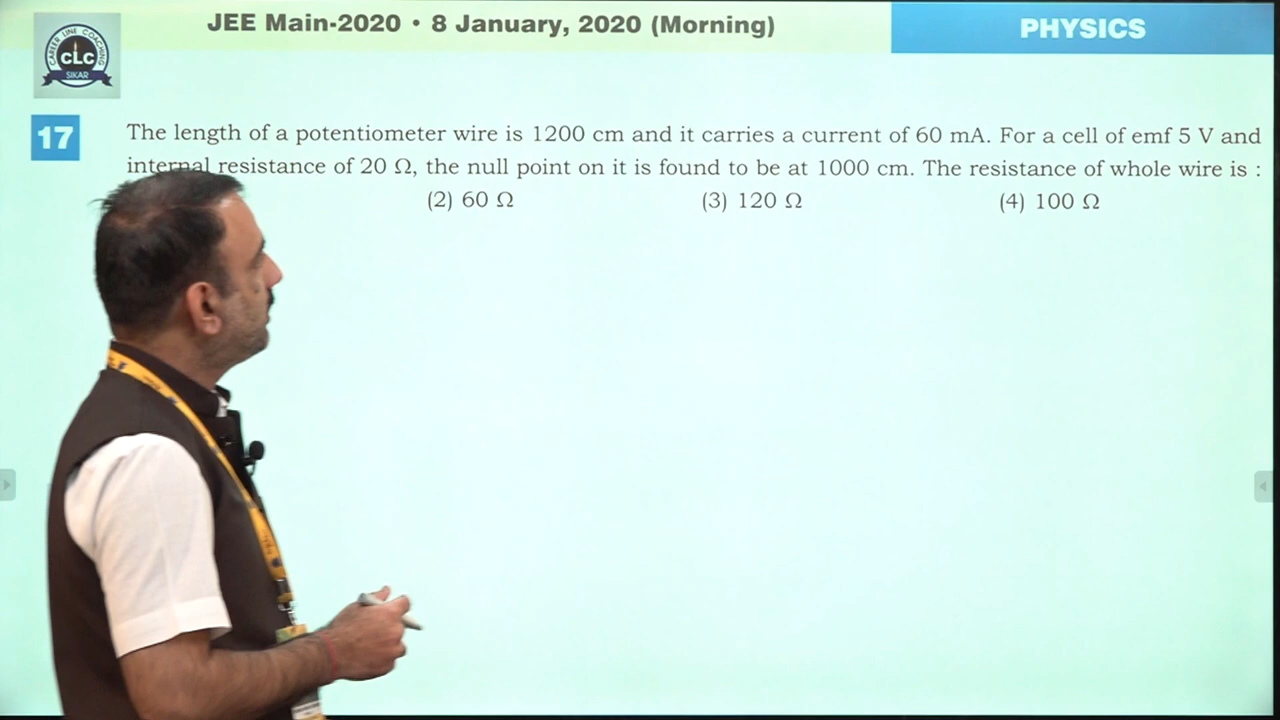 JEE Main-2020 • 8 January, 2020 (Morning)
PHYSICS
CAREER LINE COACHING
CLC
SIKAR
17
The length of a potentiometer wire is 1200 cm and it carries a current of 60 mA. For a cell of emf 5 V and
internal resistance of 20 Ω, the null point on it is found to be at 1000 cm. The resistance of whole wire is :
(2) 60 Ω
(3) 120 Ω
(4) 100 Ω